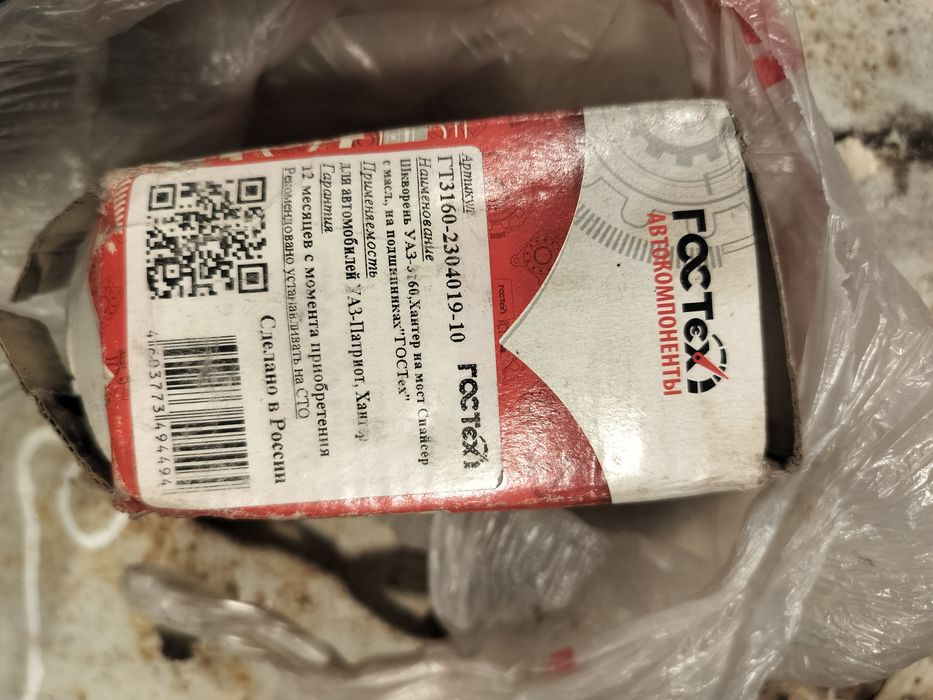 ГОСТех
АВТОКОМПОНЕНТЫ
Артикул
ГТ3160-2304019-10
ГОСТех
Наименование
Шкворень УАЗ-3160,Хантер на мост Спайсер
с масл., на подшипниках"ГОСТех"
Применяемость
для автомобилей УАЗ-Патриот, Хантер
Гарантия
12 месяцев с момента приобретения
Рекомендовано устанавливать на СТО
Сделано в России